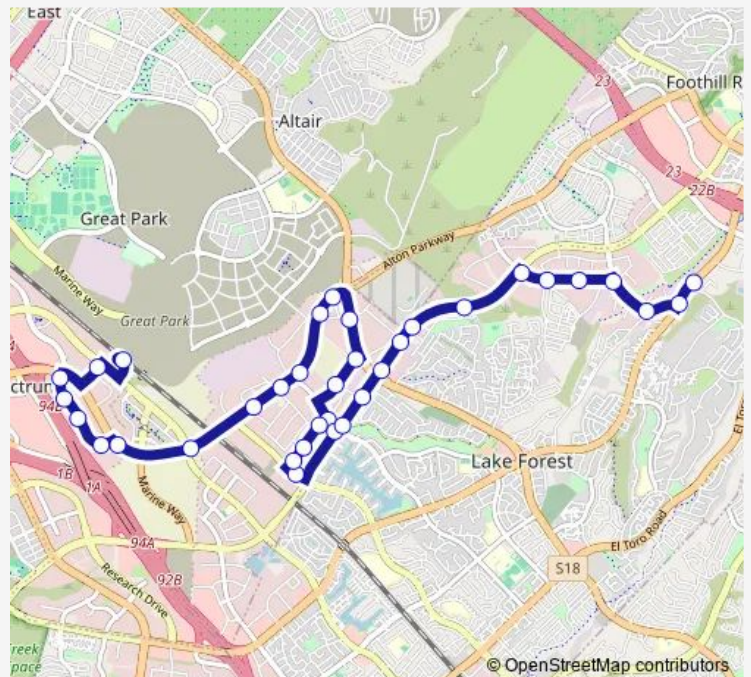 East
23
Foothill R
Altair
23
22B
Great Park
Alton Parkway
Marine Way
Great Park
ctrum
94B
El To
1B
1A
Lake Forest
Marine Way
94A
El Toro Road
Research Drive
92B
S18
reek
pace
© OpenStreetMap contributors